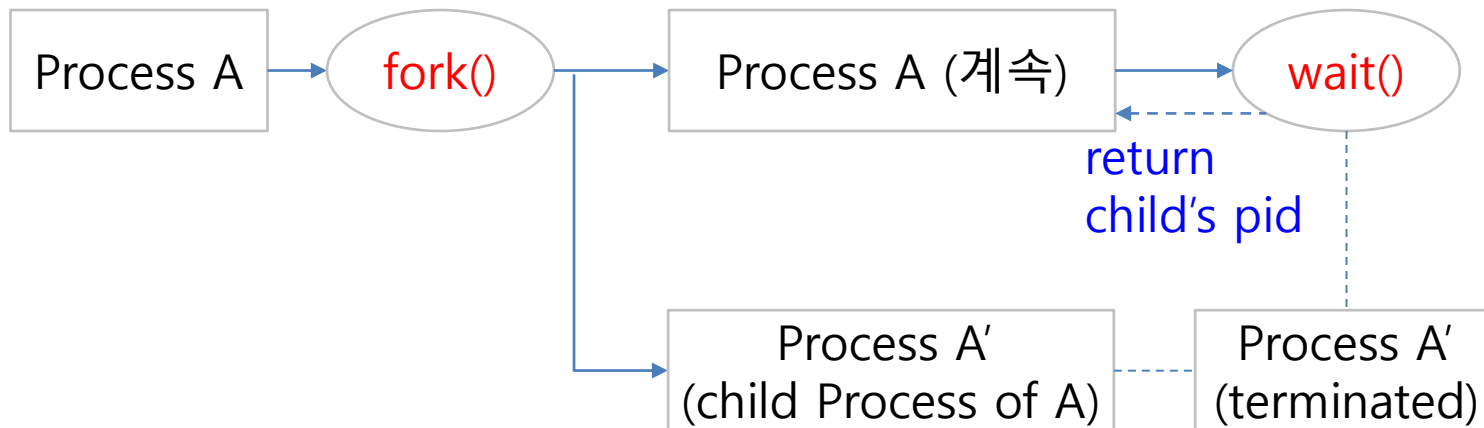 Process A
fork()
Process A (계속)
wait()
return
child's pid
Process A'
(child Process of A)
Process A'
(terminated)